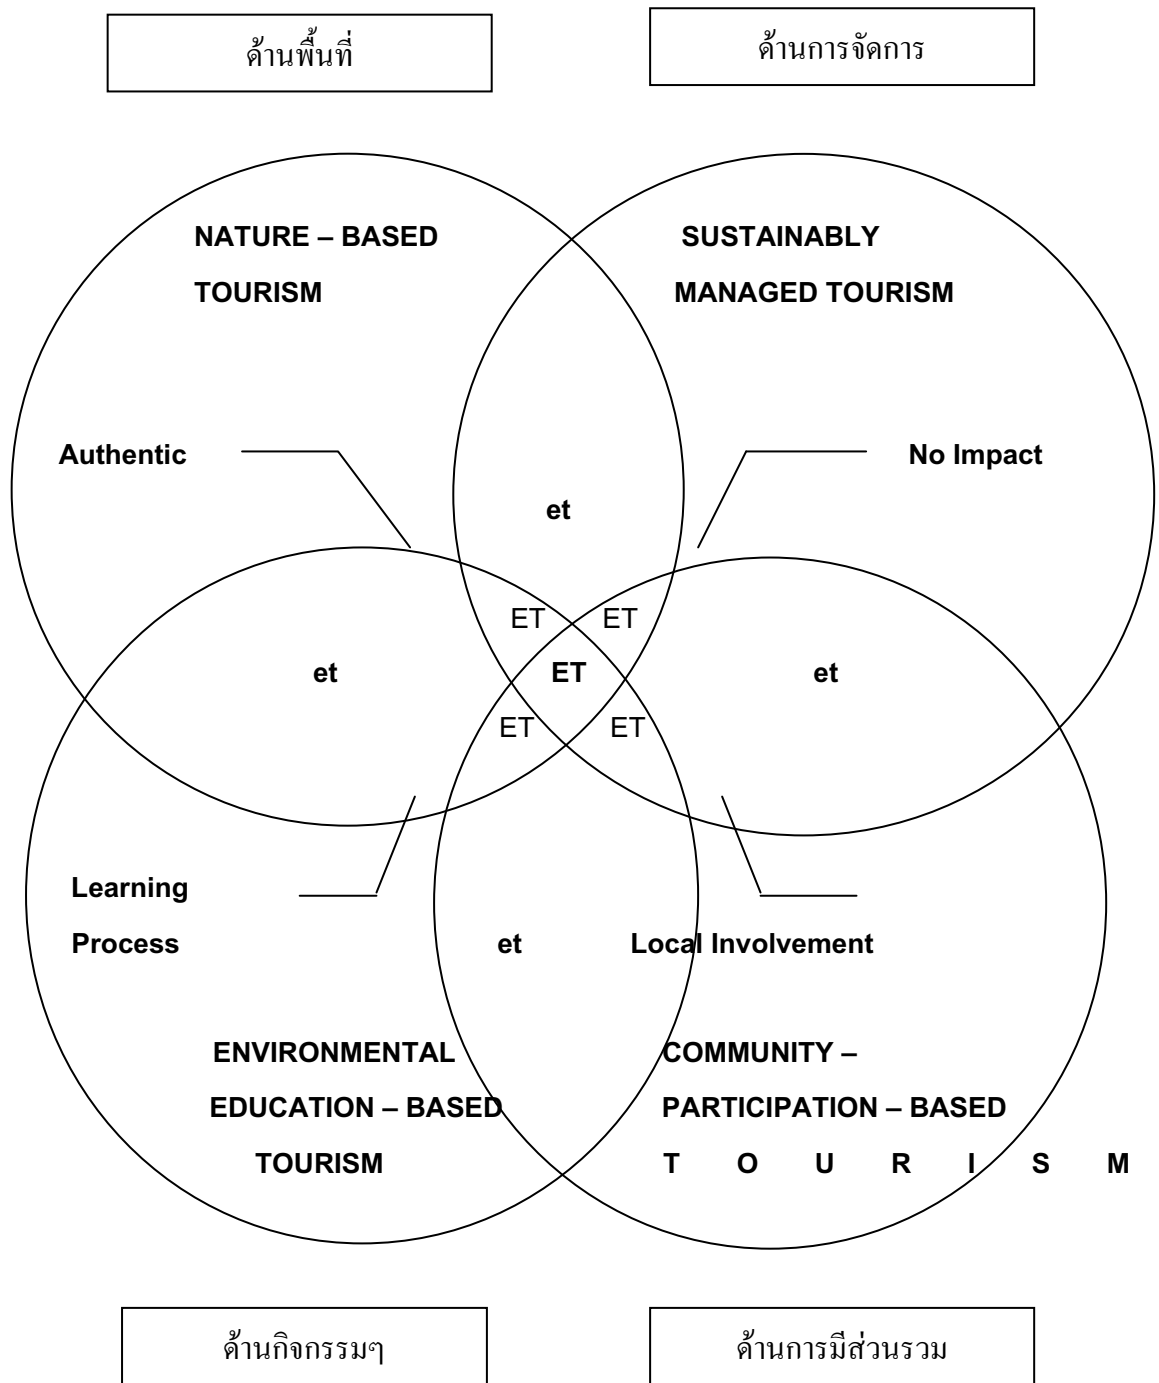 ด้านพื้นที่
ด้านการจัดการ
NATURE – BASED
TOURISM
SUSTAINABLY
MANAGED TOURISM
Authentic
No Impact
et
ET ET
et
ET
et
ET ET
Learning
Process
et
Local Involvement
ENVIRONMENTAL
EDUCATION – BASED
TOURISM
COMMUNITY –
PARTICIPATION – BASED
T O U R I S M
ด้านกิจกรรมๆ
ด้านการมีส่วนรวม